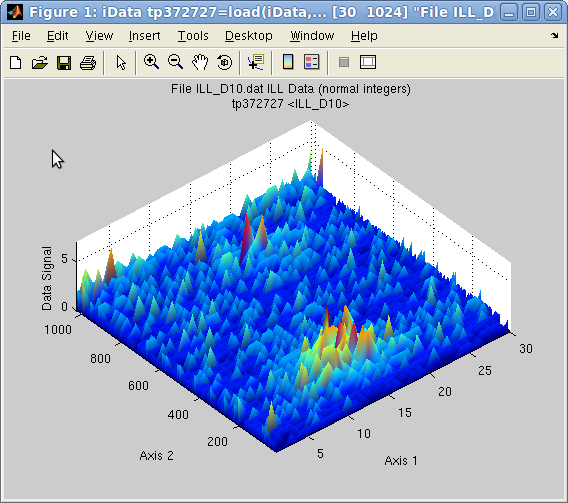 Figure 1: iData tp372727=load(iData,... [30 1024] "File ILL_D
File Edit View Insert Tools Desktop Window Help
File ILL_D10.dat ILL Data (normal integers)
tp372727 <ILL_D10>
Data Signal
5
0
1000
800
600
400
200
Axis 2
5
10
15
20
25
30
Axis 1